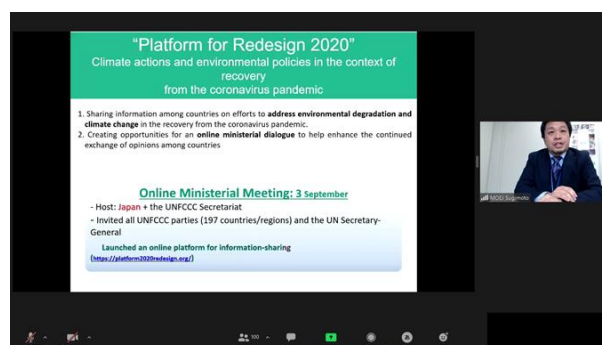 “Platform for Redesign 2020”
Climate actions and environmental policies in the context of
recovery
from the coronavirus pandemic
1. Sharing information among countries on efforts to address environmental degradation and
climate change in the recovery from the coronavirus pandemic.
2. Creating opportunities for an online ministerial dialogue to help enhance the continued
exchange of opinions among countries
Online Ministerial Meeting: 3 September
- Host: Japan + the UNFCCC Secretariat
- Invited all UNFCCC parties (197 countries/regions) and the UN Secretary-
General
Launched an online platform for information-sharing
(https://platform2020redesign.org/)
MOEJ Sugimoto
100